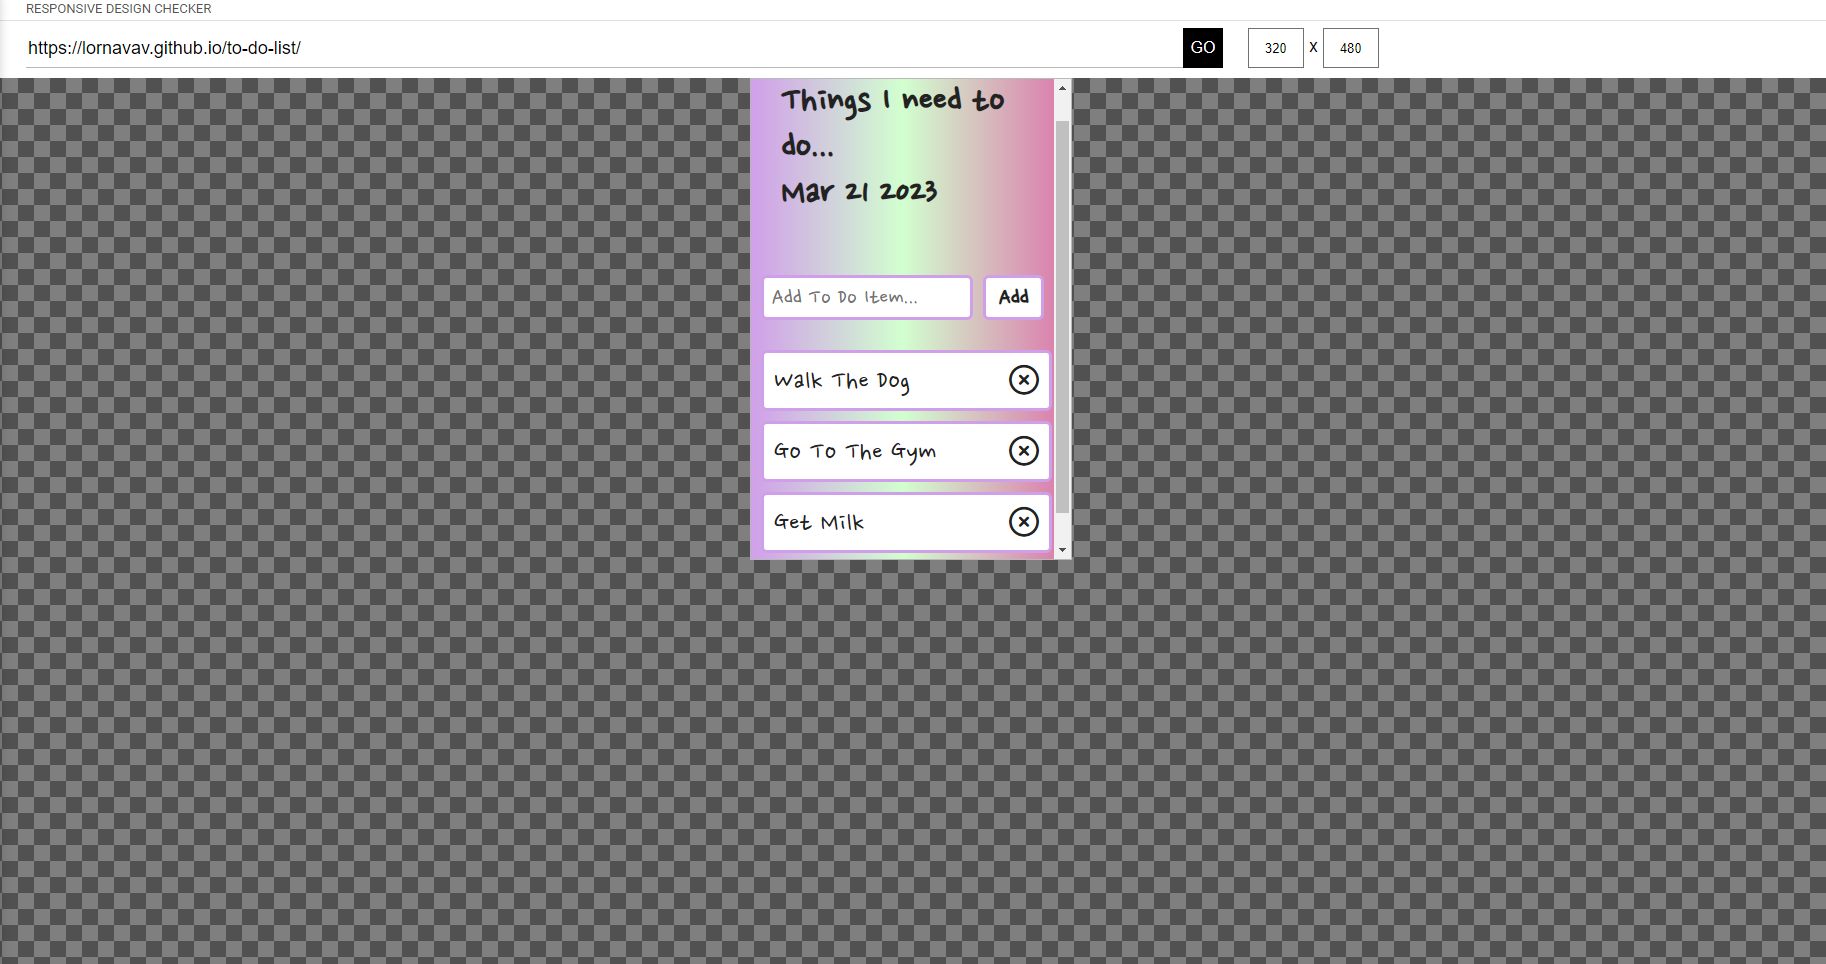 RESPONSIVE DESIGN CHECKER
https://lornavav.github.io/to-do-list/ GO 320 x 480
Things I need to
do...
Mar 21 2023
Add To Do Item... Add
Walk The Dog
Go To The Gym
Get Milk